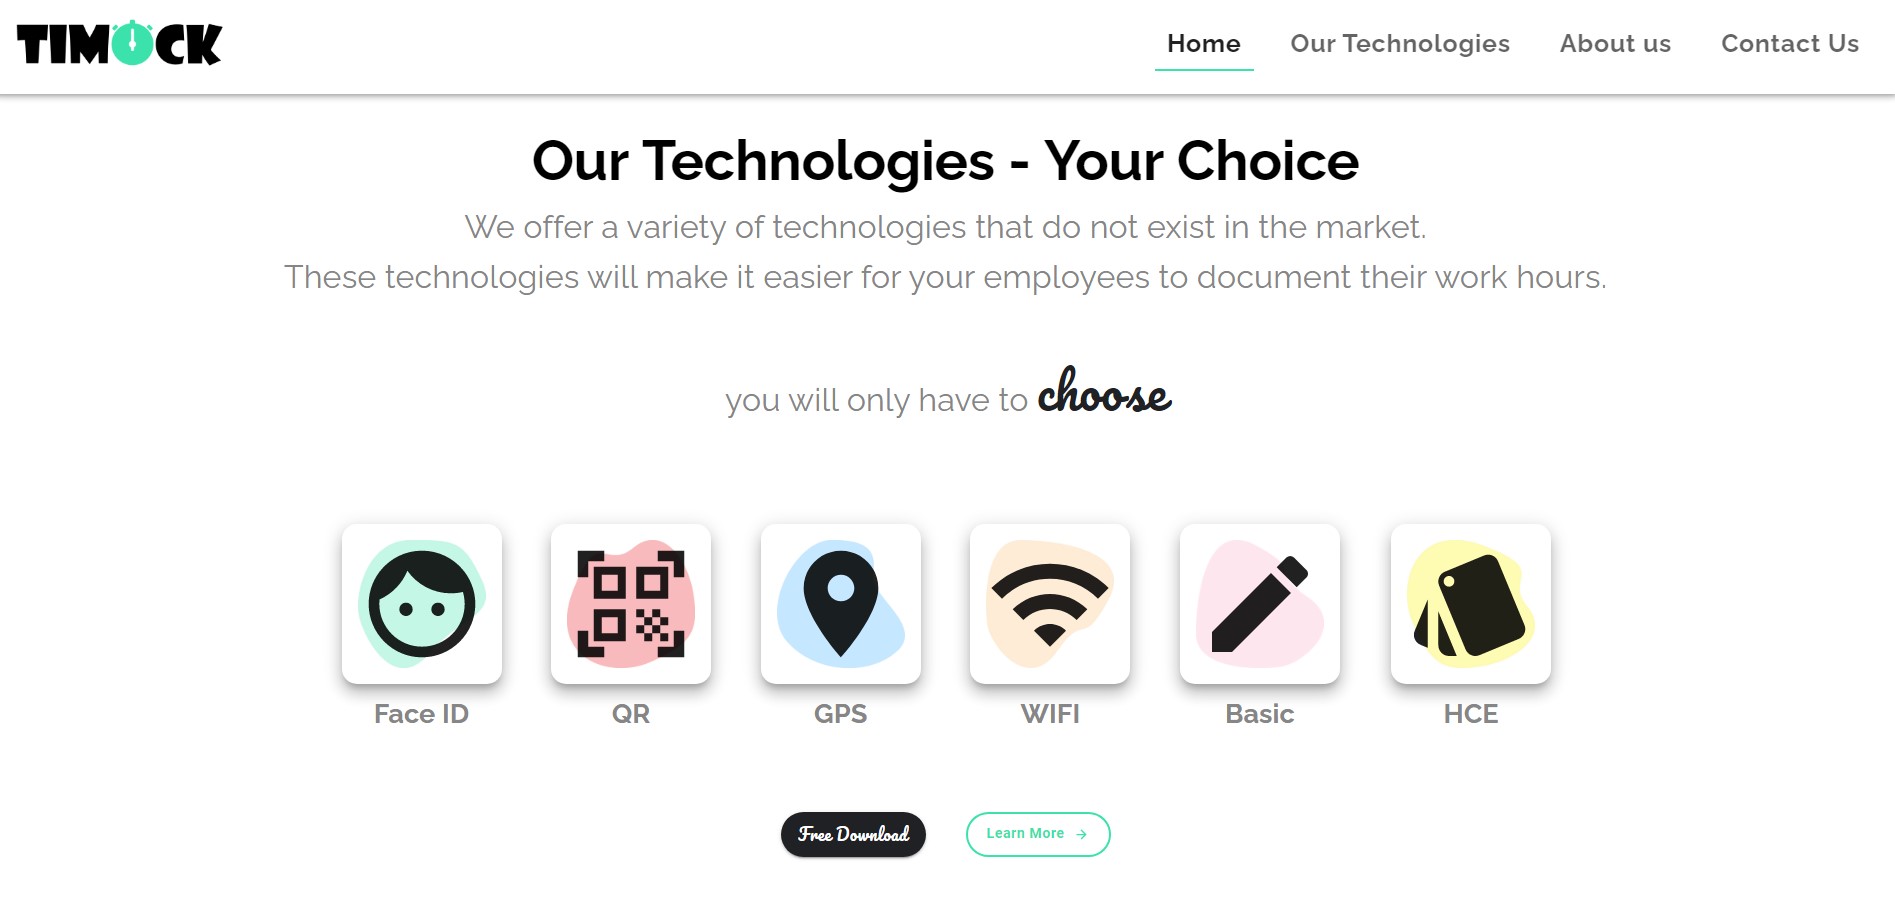 TIMOCK
Home Our Technologies About us Contact Us
Our Technologies - Your Choice
We offer a variety of technologies that do not exist in the market.
These technologies will make it easier for your employees to document their work hours.
you will only have to choose
Face ID QR GPS WIFI Basic HCE
Free Download Learn More →